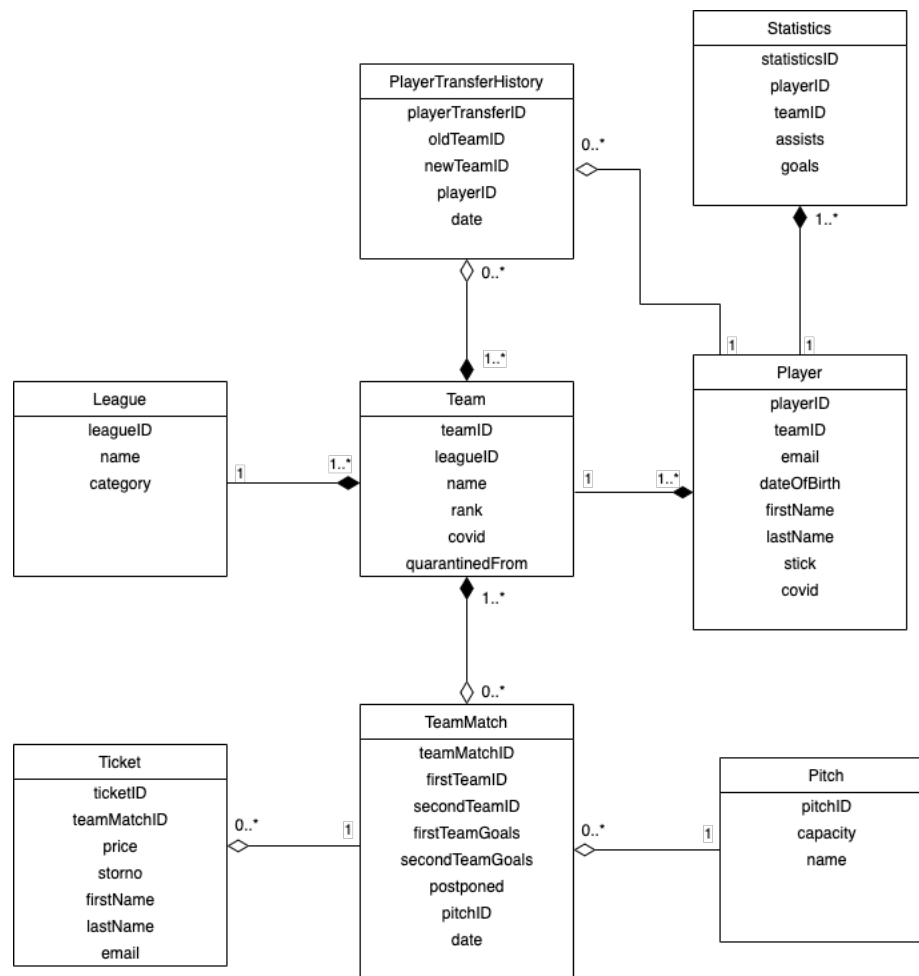 Statistics
statisticsID
playerID
teamID
assists
goals
1..*
PlayerTransferHistory
playerTransferID
oldTeamID
newTeamID
playerID
date
0..*
0..*
1..*
1
1
League
leagueID
name
category
1
1..*
Team
teamID
leagueID
name
rank
covid
quarantinedFrom
1
1..*
1..*
Player
playerID
teamID
email
dateOfBirth
firstName
lastName
stick
covid
0..*
TeamMatch
teamMatchID
firstTeamID
secondTeamID
firstTeamGoals
secondTeamGoals
postponed
pitchID
date
Ticket
ticketID
teamMatchID
price
storno
firstName
lastName
email
0..*
1
0..*
1
Pitch
pitchID
capacity
name